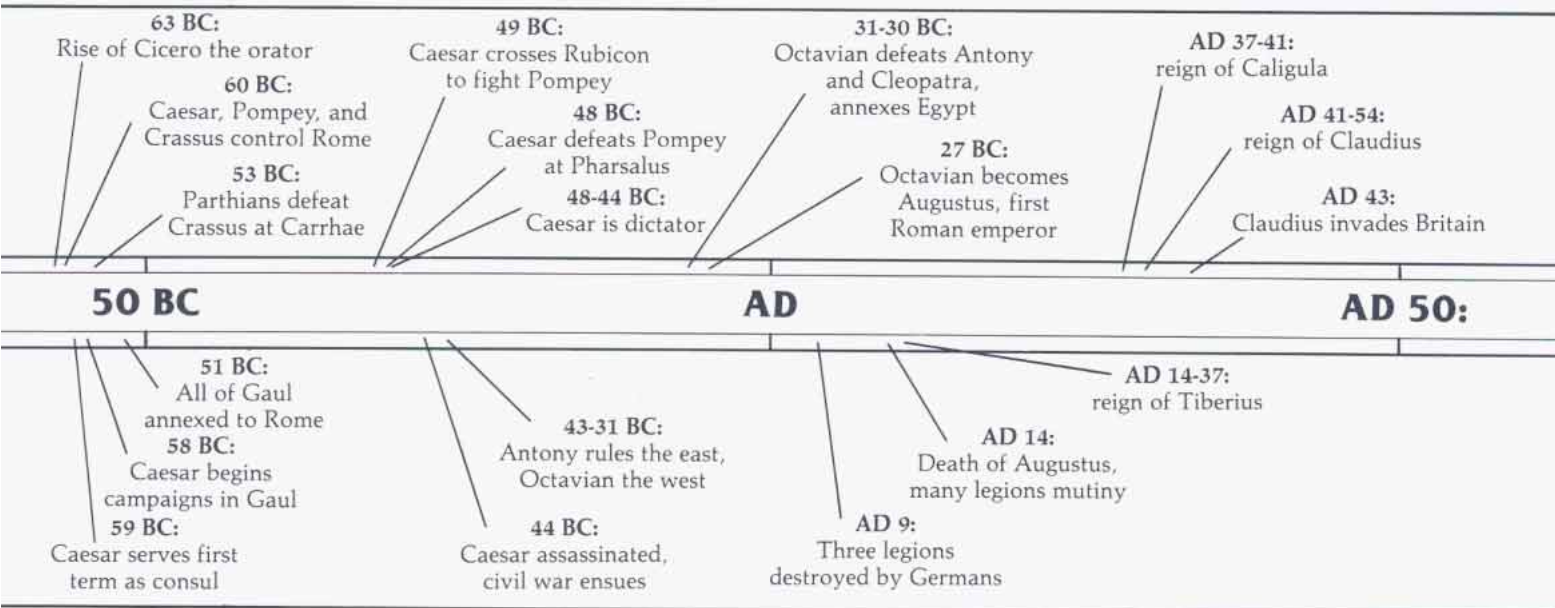 63 BC:
Rise of Cicero the orator
60 BC:
Caesar, Pompey, and
Crassus control Rome
53 BC:
Parthians defeat
Crassus at Carrhae
49 BC:
Caesar crosses Rubicon
to fight Pompey
48 BC:
Caesar defeats Pompey
at Pharsalus
48-44 BC:
Caesar is dictator
31-30 BC:
Octavian defeats Antony
and Cleopatra,
annexes Egypt
27 BC:
Octavian becomes
Augustus, first
Roman emperor
AD 37-41:
reign of Caligula
AD 41-54:
reign of Claudius
AD 43:
Claudius invades Britain
50 BC
AD
AD 50:
51 BC:
All of Gaul
annexed to Rome
58 BC:
Caesar begins
campaigns in Gaul
59 BC:
Caesar serves first
term as consul
43-31 BC:
Antony rules the east,
Octavian the west
44 BC:
Caesar assassinated,
civil war ensues
AD 14-37:
reign of Tiberius
AD 14:
Death of Augustus,
many legions mutiny
AD 9:
Three legions
destroyed by Germans